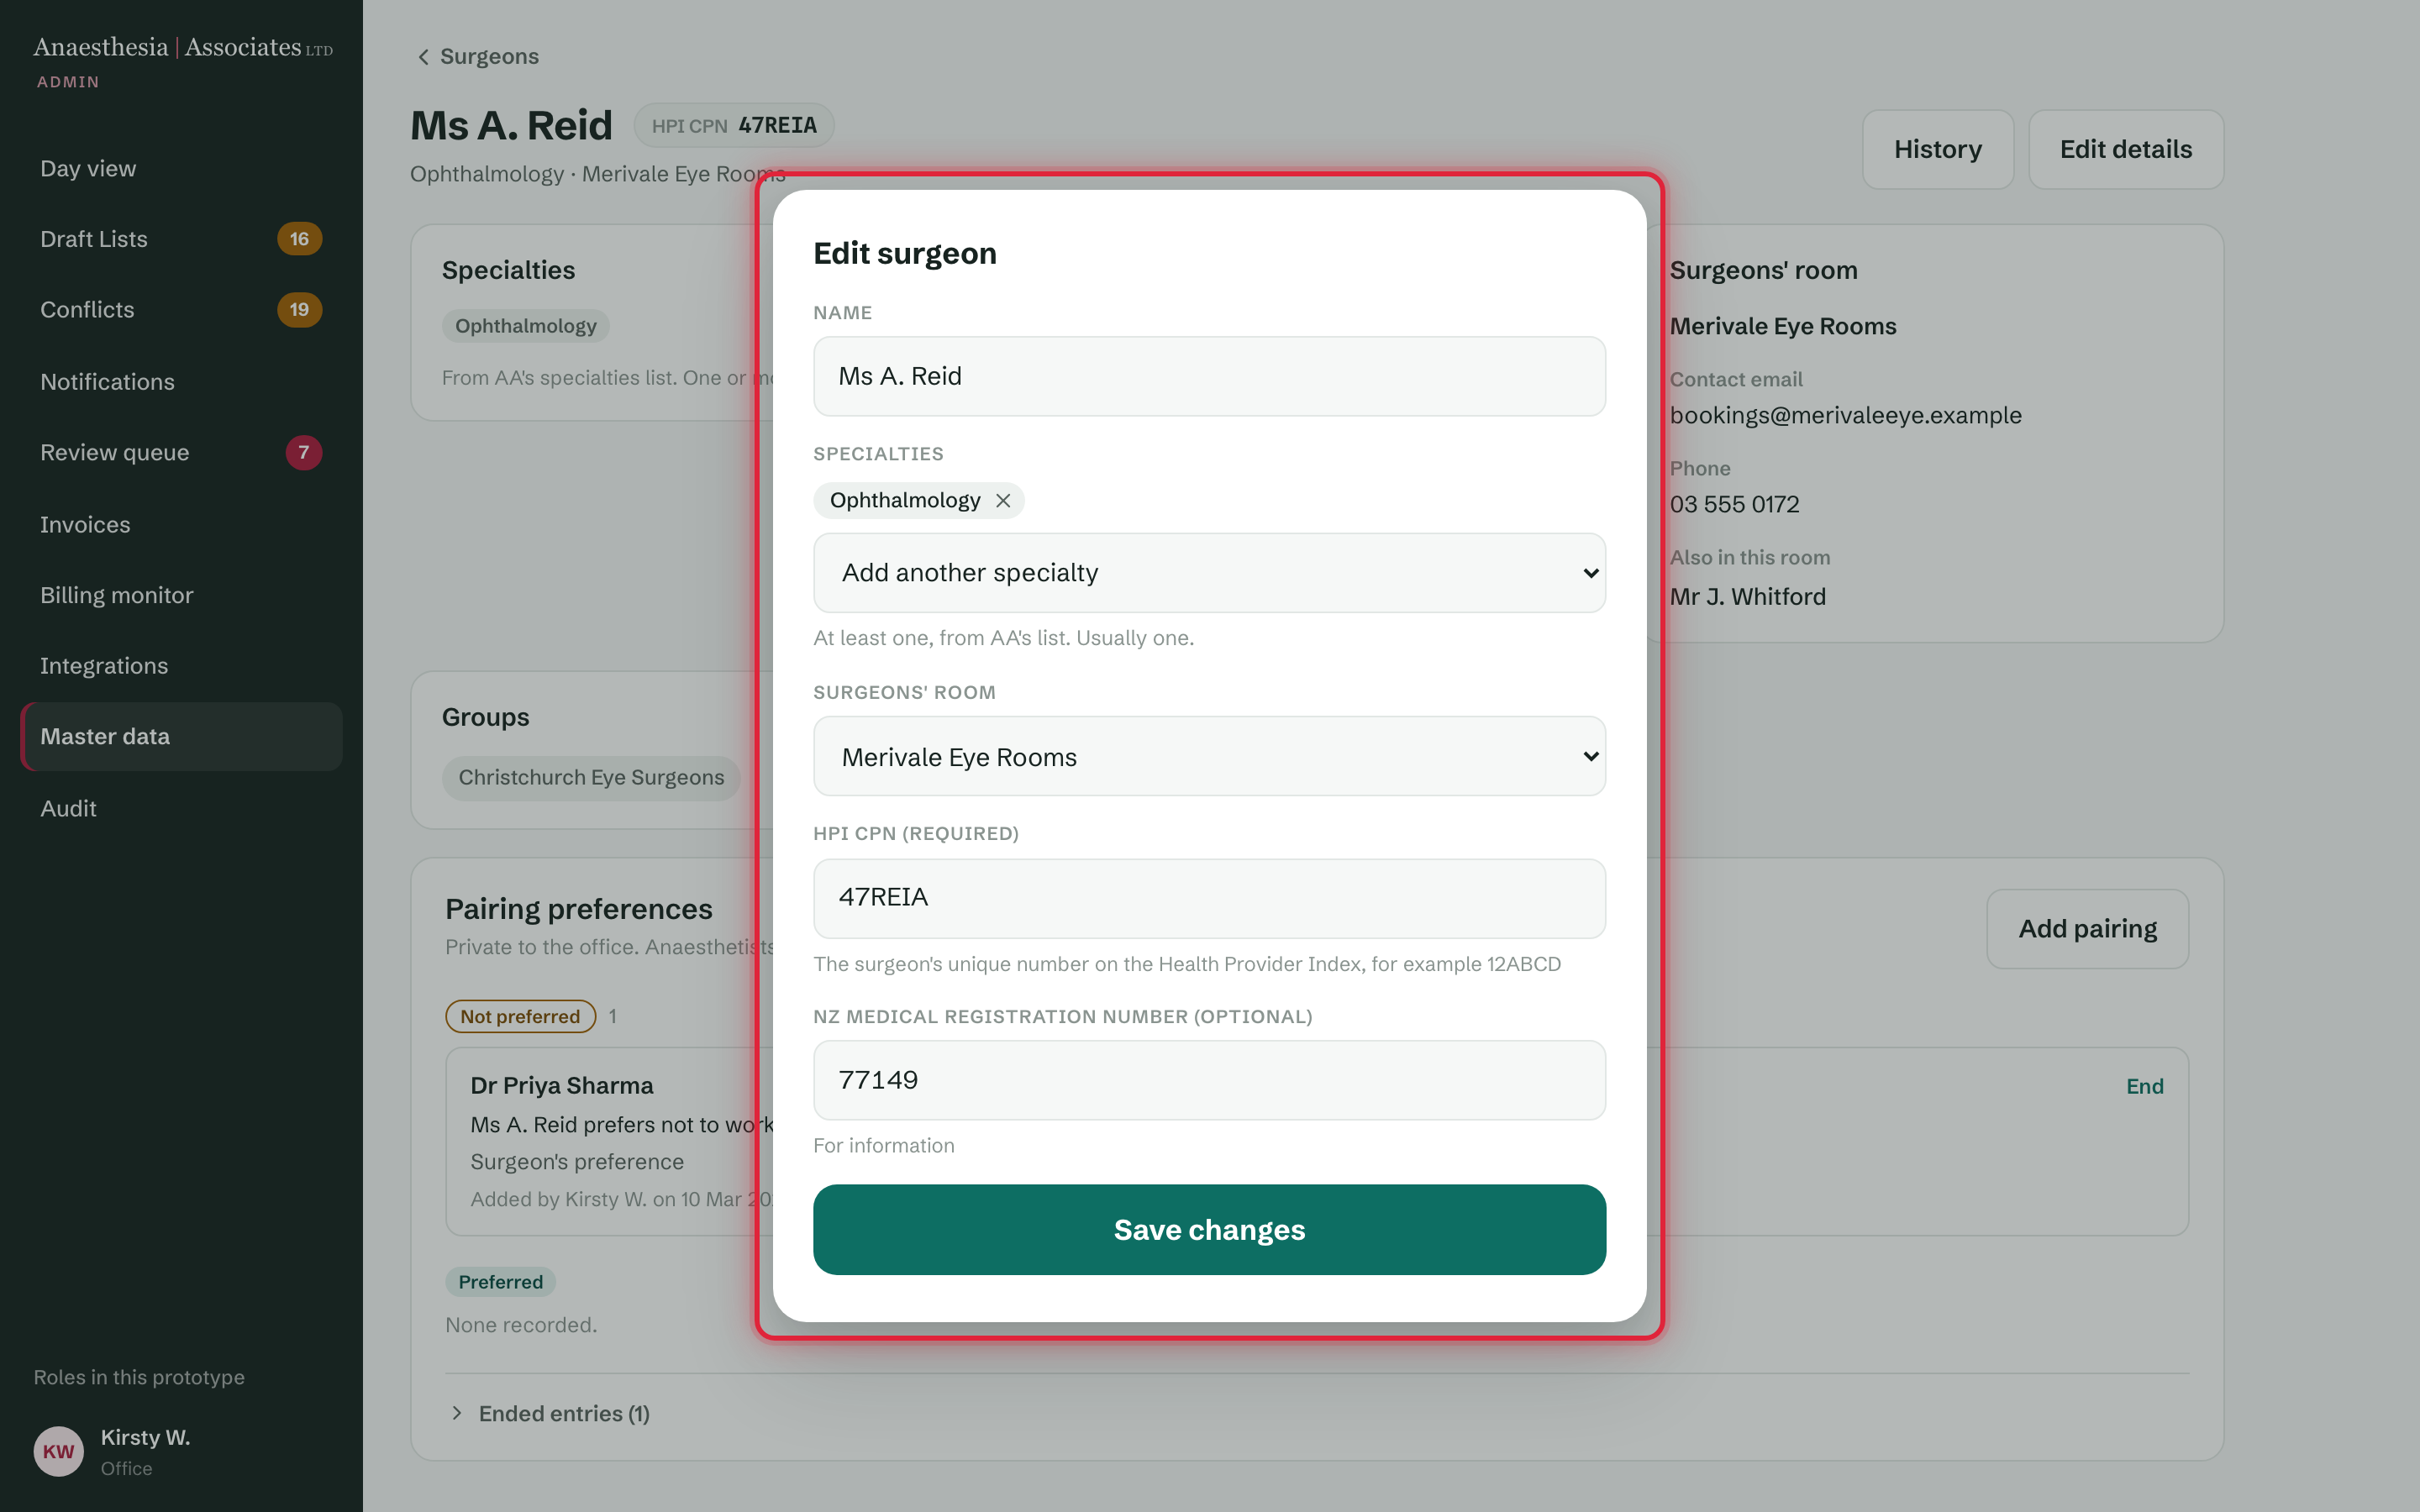 Anaesthesia | Associates LTD
ADMIN
Day view
Draft Lists 16
Conflicts 19
Notifications
Review queue 7
Invoices
Billing monitor
Integrations
Master data
Audit
Roles in this prototype
KW
Kirsty W.
Office
Surgeons
Ms A. Reid HPI CPN 47REIA
Ophthalmology · Merivale Eye Rooms
History
Edit details
Specialties
Ophthalmology
From AA's specialties list. One or
Groups
Christchurch Eye Surgeons
Pairing preferences
Private to the office. Anaesthetists
Add pairing
Not preferred 1
Dr Priya Sharma
End
Ms A. Reid prefers not to work
Surgeon's preference
Added by Kirsty W. on 10 Mar
Preferred
None recorded.
Ended entries (1)
Surgeons' room
Merivale Eye Rooms
Contact email
bookings@merivaleeye.example
Phone
03 555 0172
Also in this room
Mr J. Whitford
Edit surgeon
NAME
Ms A. Reid
SPECIALTIES
Ophthalmology
Add another specialty
At least one, from AA's list. Usually one.
SURGEONS' ROOM
Merivale Eye Rooms
HPI CPN (REQUIRED)
47REIA
The surgeon's unique number on the Health Provider Index, for example 12ABCD
NZ MEDICAL REGISTRATION NUMBER (OPTIONAL)
77149
For information
Save changes